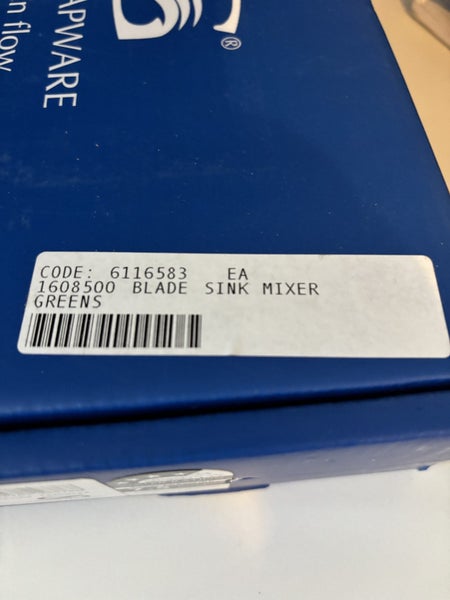 APWARE
n flow
®
CODE: 6116583 EA
1608500 BLADE SINK MIXER
GREENS